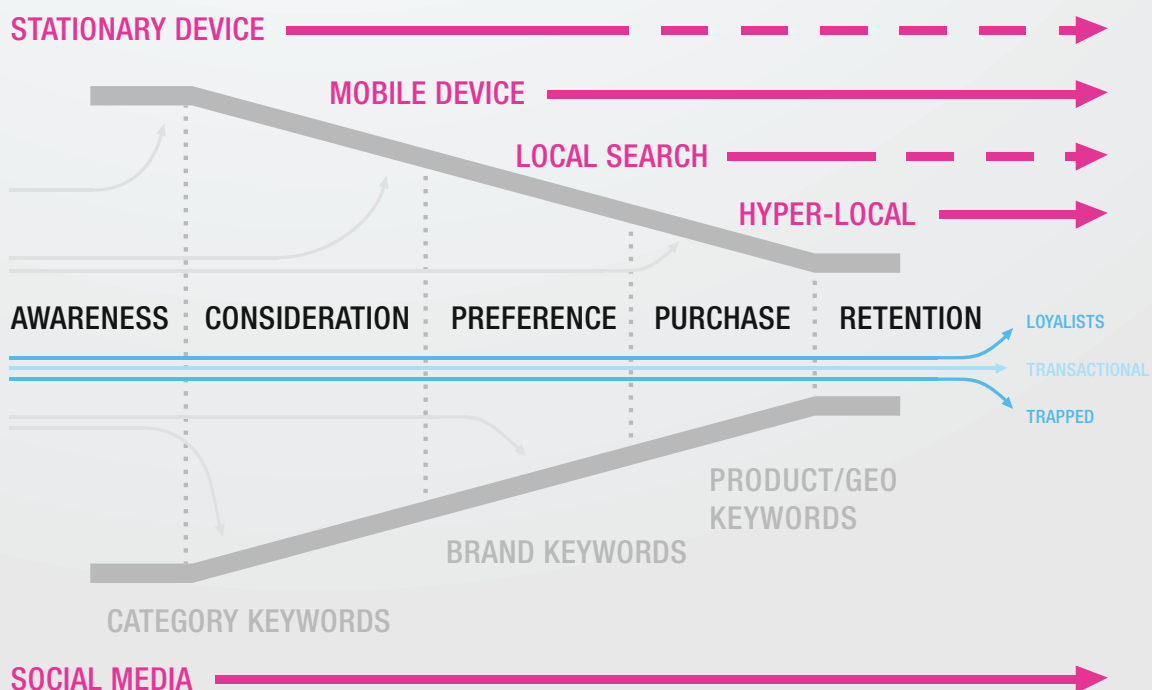 STATIONARY DEVICE
MOBILE DEVICE
LOCAL SEARCH
HYPER-LOCAL
AWARENESS
CONSIDERATION
PREFERENCE
PURCHASE
RETENTION
LOYALISTS
TRANSACTIONAL
TRAPPED
PRODUCT/GEO
KEYWORDS
BRAND KEYWORDS
CATEGORY KEYWORDS
SOCIAL MEDIA